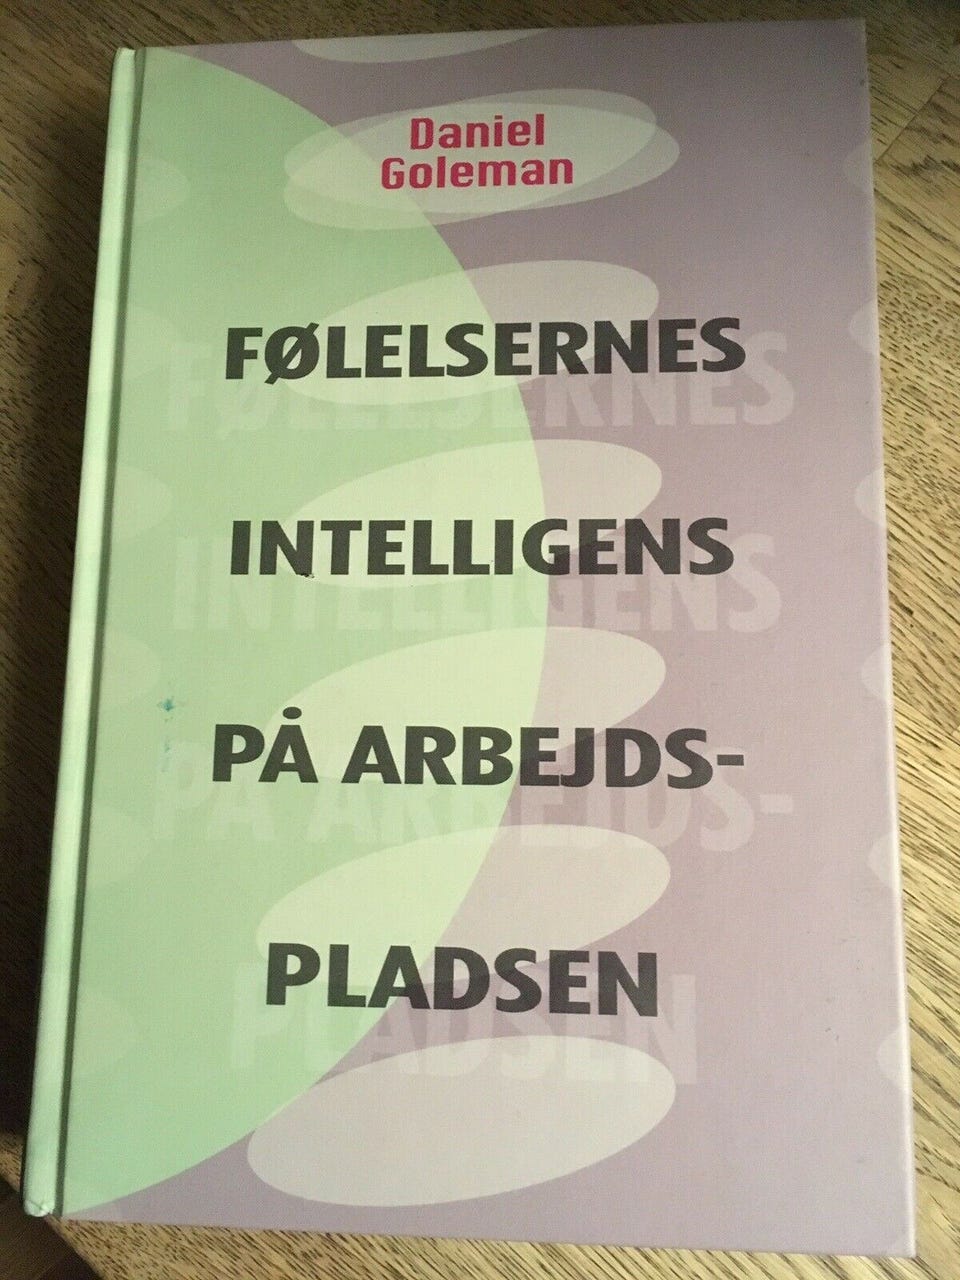 Daniel
Goleman
FØLELSERNES
INTELLIGENS
PÅ ARBEJDS-
PLADSEN